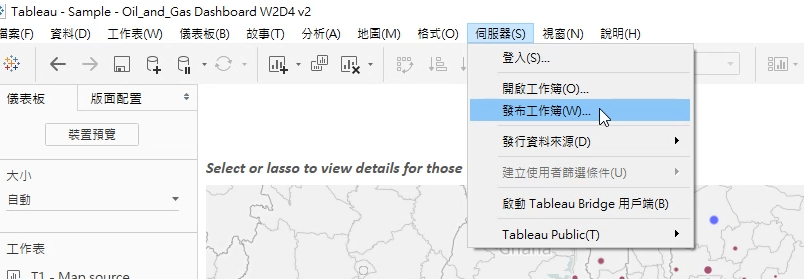 Tableau - Sample - Oil_and_Gas Dashboard W2D4 v2
檔案(F) 資料(D) 工作表(W) 儀表板(B) 故事(T) 分析(A) 地圖(M) 格式(O) 伺服器(S) 視窗(N) 說明(H)
登入(S)...
開啟工作簿(O)...
發布工作簿(W)...
發行資料來源(D)
建立使用者篩選條件(U)
啟動 Tableau Bridge 用戶端(B)
Tableau Public(T)
儀表板 版面配置
裝置預覽
大小
自動
工作表
T1 - Map source
Select or lasso to view details for those
Ghana